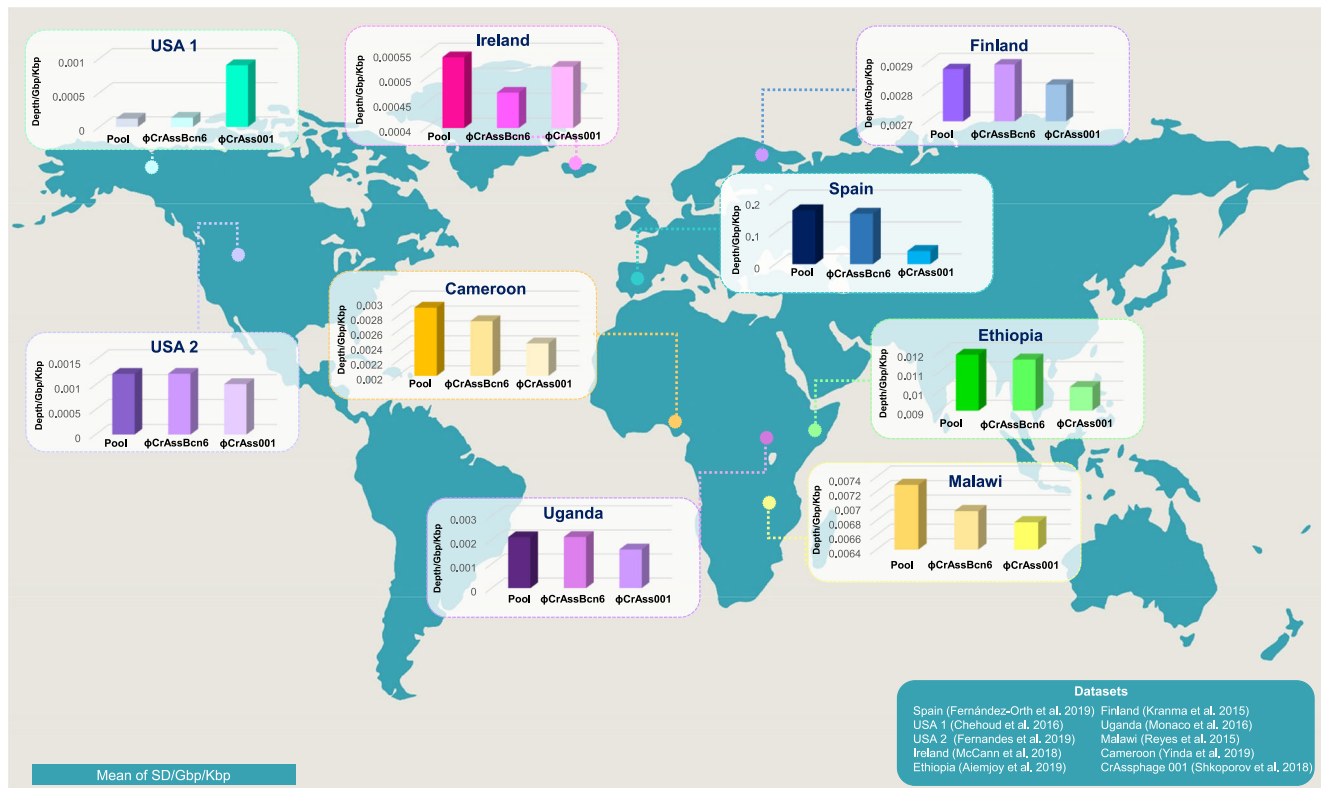 USA 1
Depth/Gbp/Kbp
0,001
0,0005
0
Pool ϕCrAssBcn6 ϕCrAss001
Ireland
Depth/Gbp/Kbp
0,00055
0,0005
0,00045
0,0004
Pool ϕCrAssBcn6 ϕCrAss001
Finland
Depth/Gbp/Kbp
0,0029
0,0028
0,0027
Pool ϕCrAssBcn6 ϕCrAss001
Spain
Depth/Gbp/Kbp
0,2
0,1
0
Pool ϕCrAssBcn6 ϕCrAss001
Cameroon
Depth/Gbp/Kbp
0,003
0,0028
0,0026
0,0024
0,0022
0,002
Pool ϕCrAssBcn6 ϕCrAss001
USA 2
Depth/Gbp/Kbp
0,0015
0,001
0,0005
0
Pool ϕCrAssBcn6 ϕCrAss001
Ethiopia
Depth/Gbp/Kbp
0,012
0,011
0,01
0,009
Pool ϕCrAssBcn6 ϕCrAss001
Malawi
Depth/Gbp/Kbp
0,0074
0,0072
0,007
0,0068
0,0066
0,0064
Pool ϕCrAssBcn6 ϕCrAss001
Uganda
Depth/Gbp/Kbp
0,003
0,002
0,001
0
Pool ϕCrAssBcn6 ϕCrAss001
Datasets
Spain (Fernández-Orth et al. 2019) Finland (Kranma et al. 2015)
USA 1 (Chehoud et al. 2016) Uganda (Monaco et al. 2016)
USA 2 (Fernandes et al. 2019) Malawi (Reyes et al. 2015)
Ireland (McCann et al. 2018) Cameroon (Yinda et al. 2019)
Ethiopia (Aiemjoy et al. 2019) CrAssphage 001 (Shkoporov et al. 2018)
Mean of SD/Gbp/Kbp